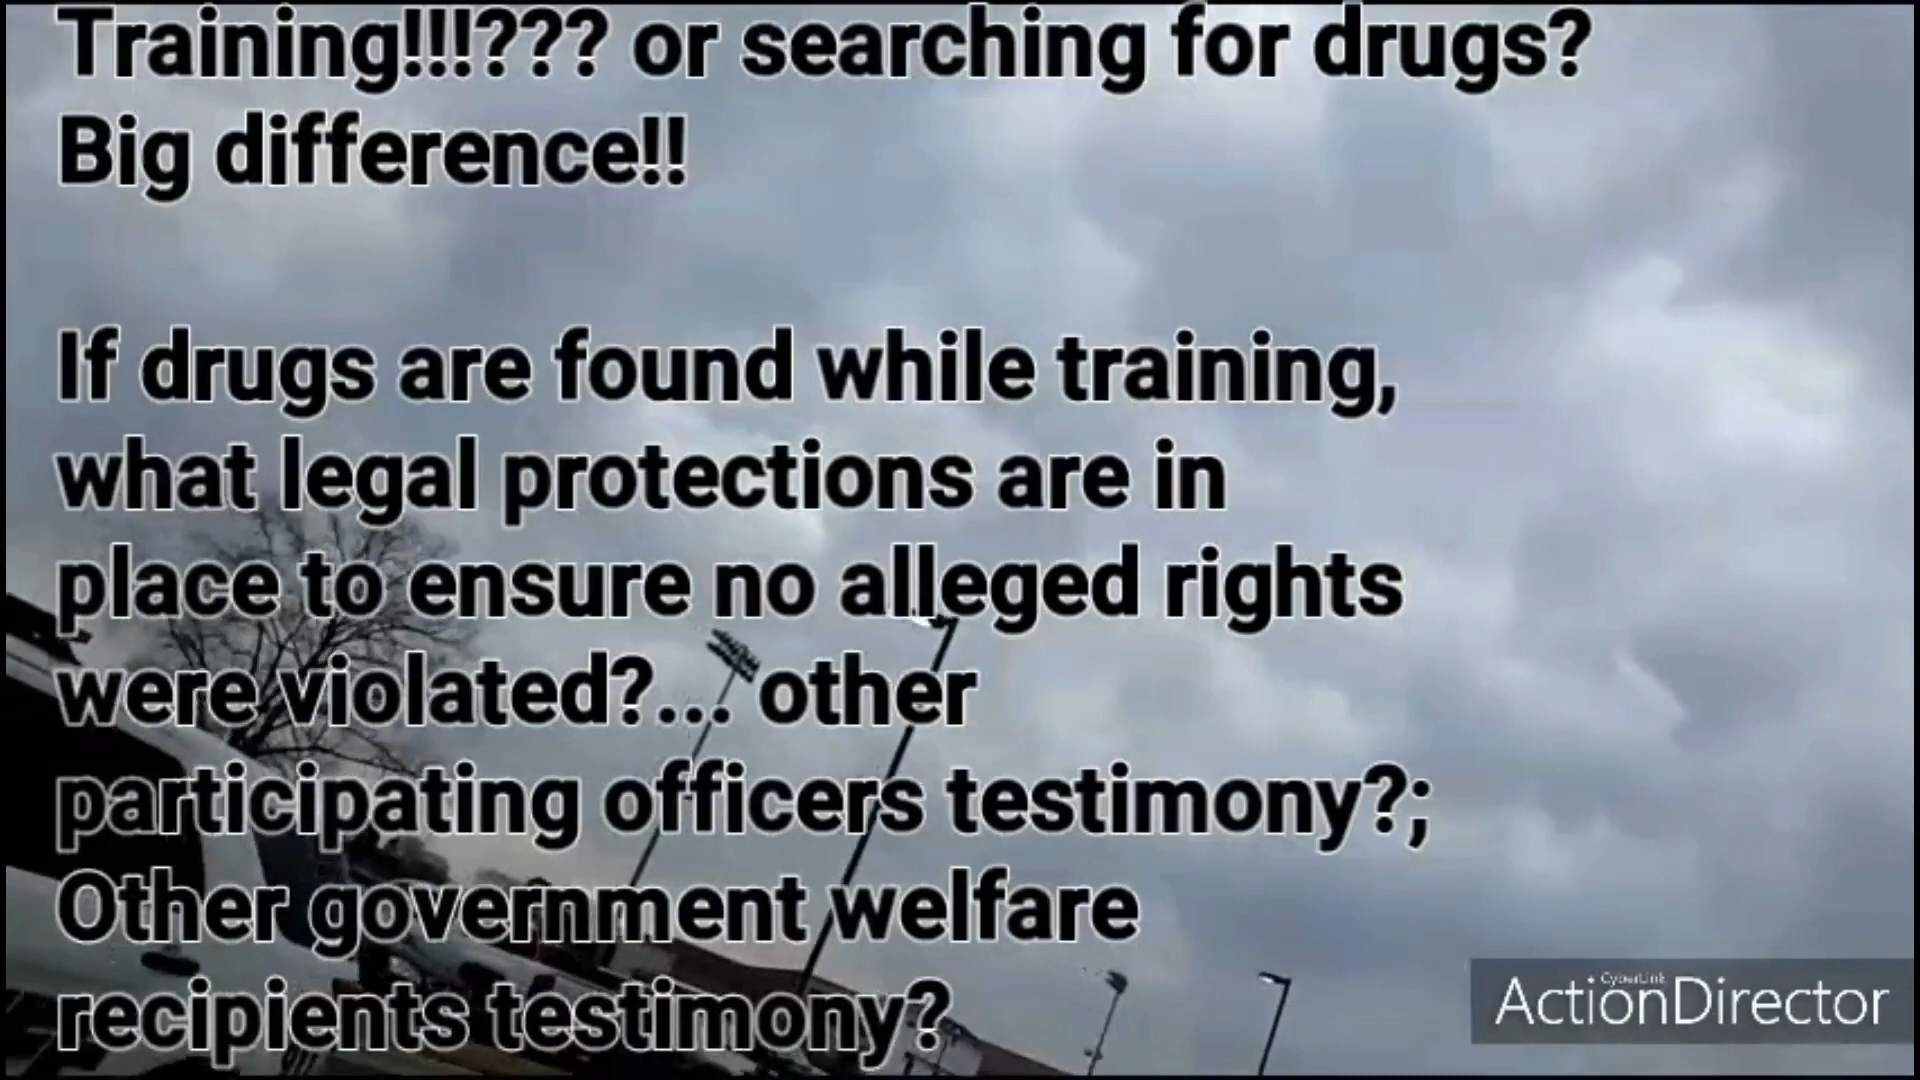 Training!!!??? or searching for drugs?
Big difference!!
If drugs are found while training,
what legal protections are in
place to ensure no alleged rights
were violated?... other
participating officers testimony?;
Other government welfare
recipients testimony?
CyberLink
ActionDirector